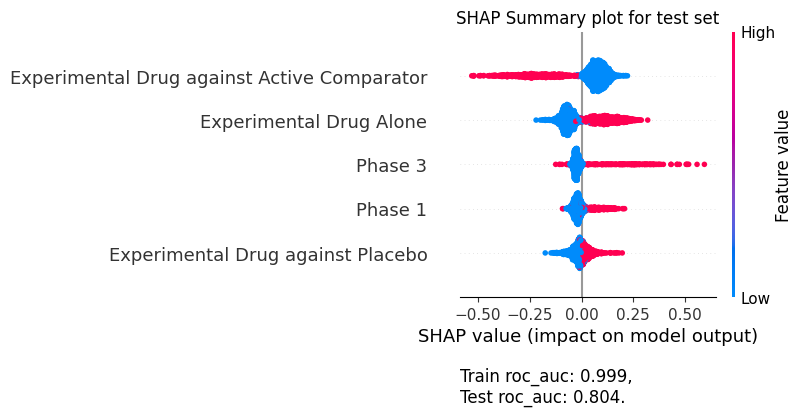 SHAP Summary plot for test set
High
Experimental Drug against Active Comparator
Experimental Drug Alone
Phase 3
Phase 1
Experimental Drug against Placebo
Feature value
Low
−0.50 −0.25 0.00 0.25 0.50
SHAP value (impact on model output)
Train roc_auc: 0.999,
Test roc_auc: 0.804.